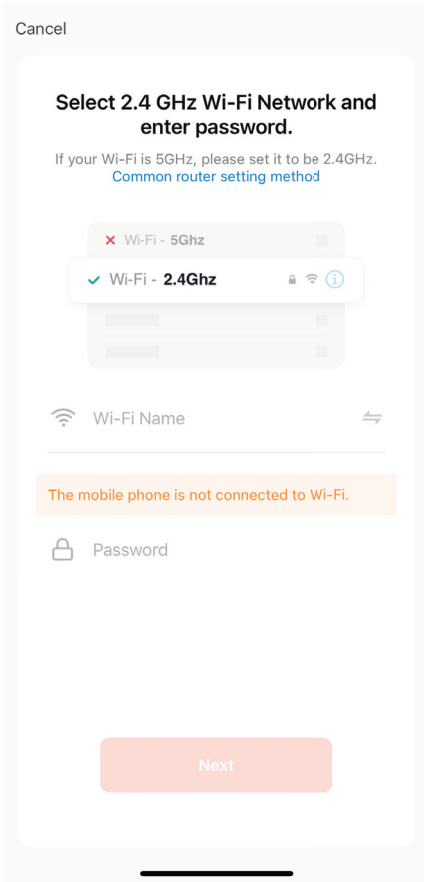 Cancel
Select 2.4 GHz Wi-Fi Network and
enter password.
If your Wi-Fi is 5GHz, please set it to be 2.4GHz.
Common router setting method
Wi-Fi - 5Ghz
Wi-Fi - 2.4Ghz
Wi-Fi Name
The mobile phone is not connected to Wi-Fi.
Password
Next